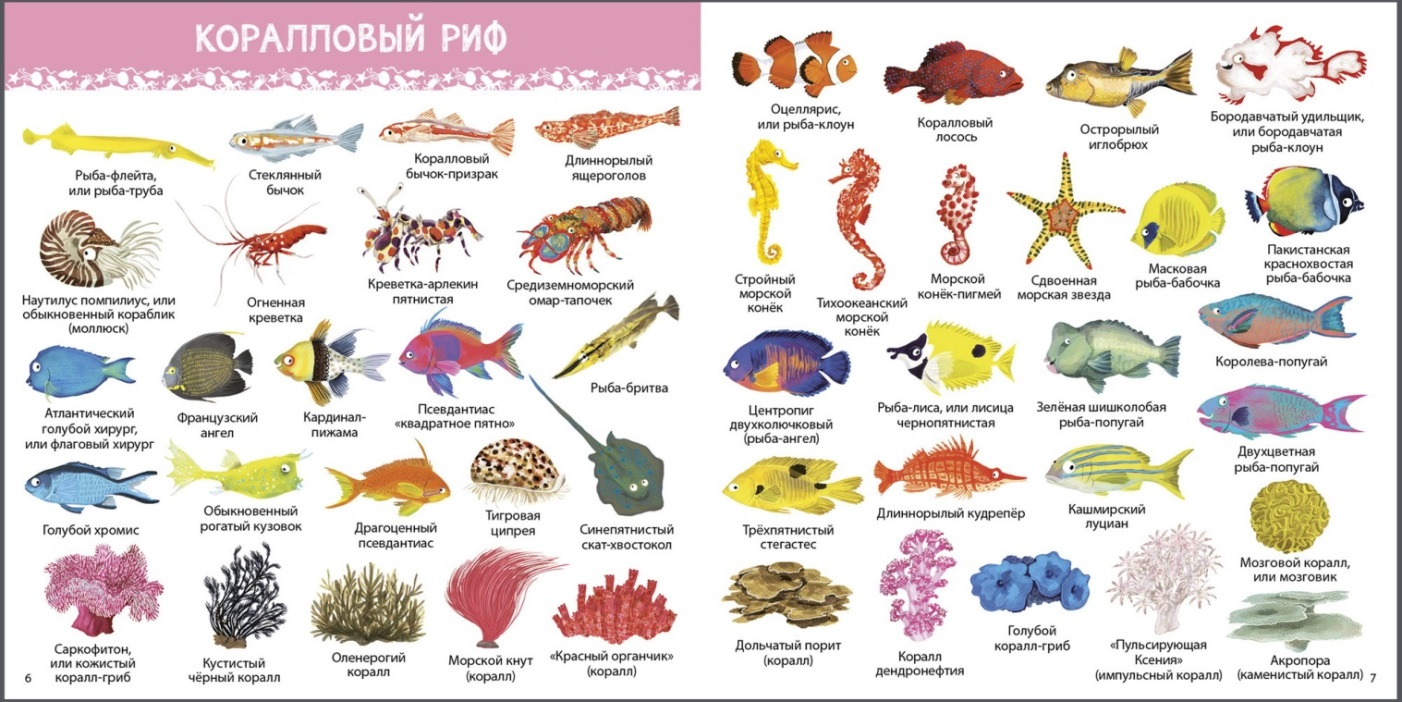 КОРАЛЛОВЫЙ РИФ
Рыба-флейта,
или рыба-труба
Стеклянный
бычок
Коралловый
бычок-призрак
Длиннорылый
ящероголов
Наутилус помпилиус, или
обыкновенный кораблик
(моллюск)
Огненная
креветка
Креветка-арлекин
пятнистая
Средиземноморский
омар-тапочек
Атлантический
голубой хирург,
или флаговый хирург
Французский
ангел
Кардинал-
пижама
Псевдантиас
«квадратное пятно»
Рыба-бритва
Голубой хромис
Обыкновенный
рогатый кузовок
Драгоценный
псевдантиас
Тигровая
ципрея
Синепятнистый
скат-хвостокол
Саркофитон,
или кожистый
коралл-гриб
Кустистый
чёрный коралл
Оленерогий
коралл
Морской кнут
(коралл)
«Красный органчик»
(коралл)
6
Оцеллярис,
или рыба-клоун
Коралловый
лосось
Острорылый
иглобрюх
Бородавчатый удильщик,
или бородавчатая
рыба-клоун
Стройный
морской
конёк
Тихоокеанский
морской
конёк
Морской
конёк-пигмей
Сдвоенная
морская звезда
Масковая
рыба-бабочка
Пакистанская
краснохвостая
рыба-бабочка
Королева-попугай
Центропиг
двухколючковый
(рыба-ангел)
Рыба-лиса, или лисица
чернопятнистая
Зелёная шишколобая
рыба-попугай
Двухцветная
рыба-попугай
Трёхпятнистый
стегастес
Длиннорылый кудрепёр
Кашмирский
луциан
Мозговой коралл,
или мозговик
Дольчатый порит
(коралл)
Коралл
дендронефтия
Голубой
коралл-гриб
«Пульсирующая
Ксения»
(импульсный коралл)
Акропора
(каменистый коралл)
7